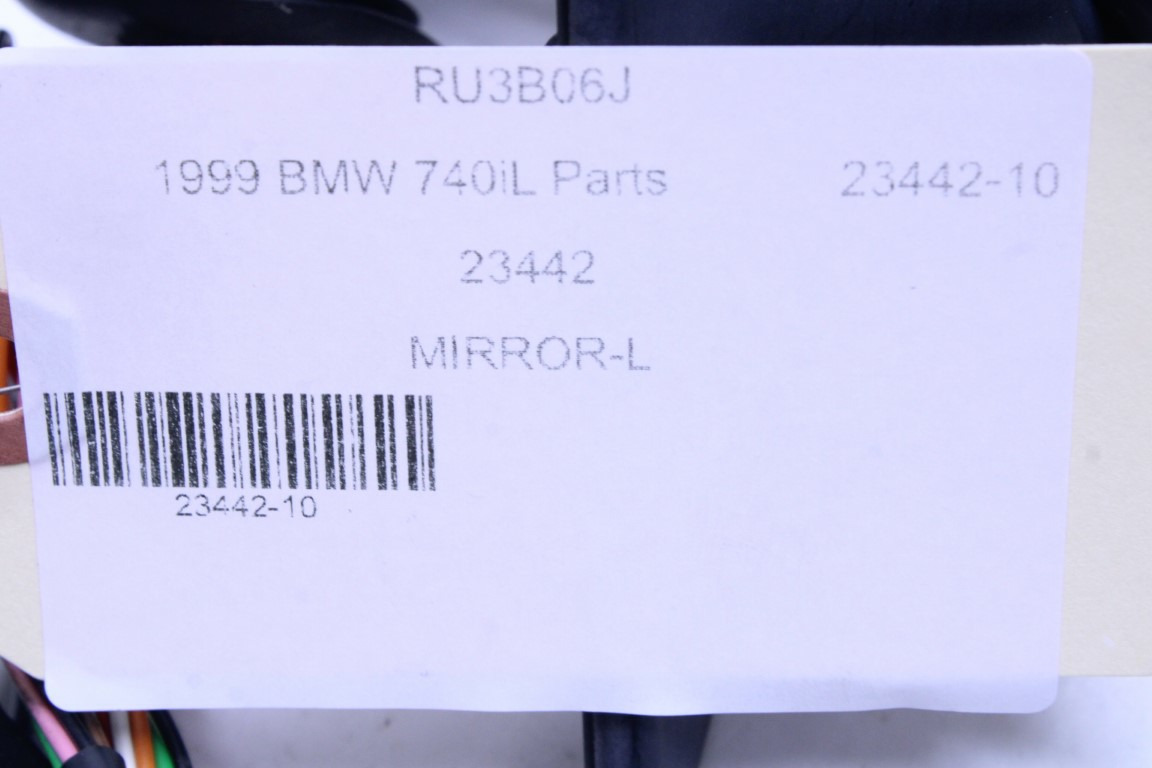 RU3B06J
1999 BMW 740iL Parts 23442-10
23442
MIRROR-L
23442-10